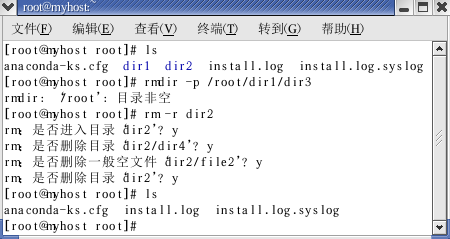 root@myhost:~
文件(F) 编辑(E) 查看(V) 终端(T) 转到(G) 帮助(H)
[root@myhost root]# ls
anaconda-ks.cfg dir1 dir2 install.log install.log.syslog
[root@myhost root]# rmdir -p /root/dir1/dir3
rmdir: '/root': 目录非空
[root@myhost root]# rm -r dir2
rm: 是否进入目录 'dir2'? y
rm: 是否删除目录 'dir2/dir4'? y
rm: 是否删除一般空文件 'dir2/file2'? y
rm: 是否删除目录 'dir2'? y
[root@myhost root]# ls
anaconda-ks.cfg install.log install.log.syslog
[root@myhost root]#